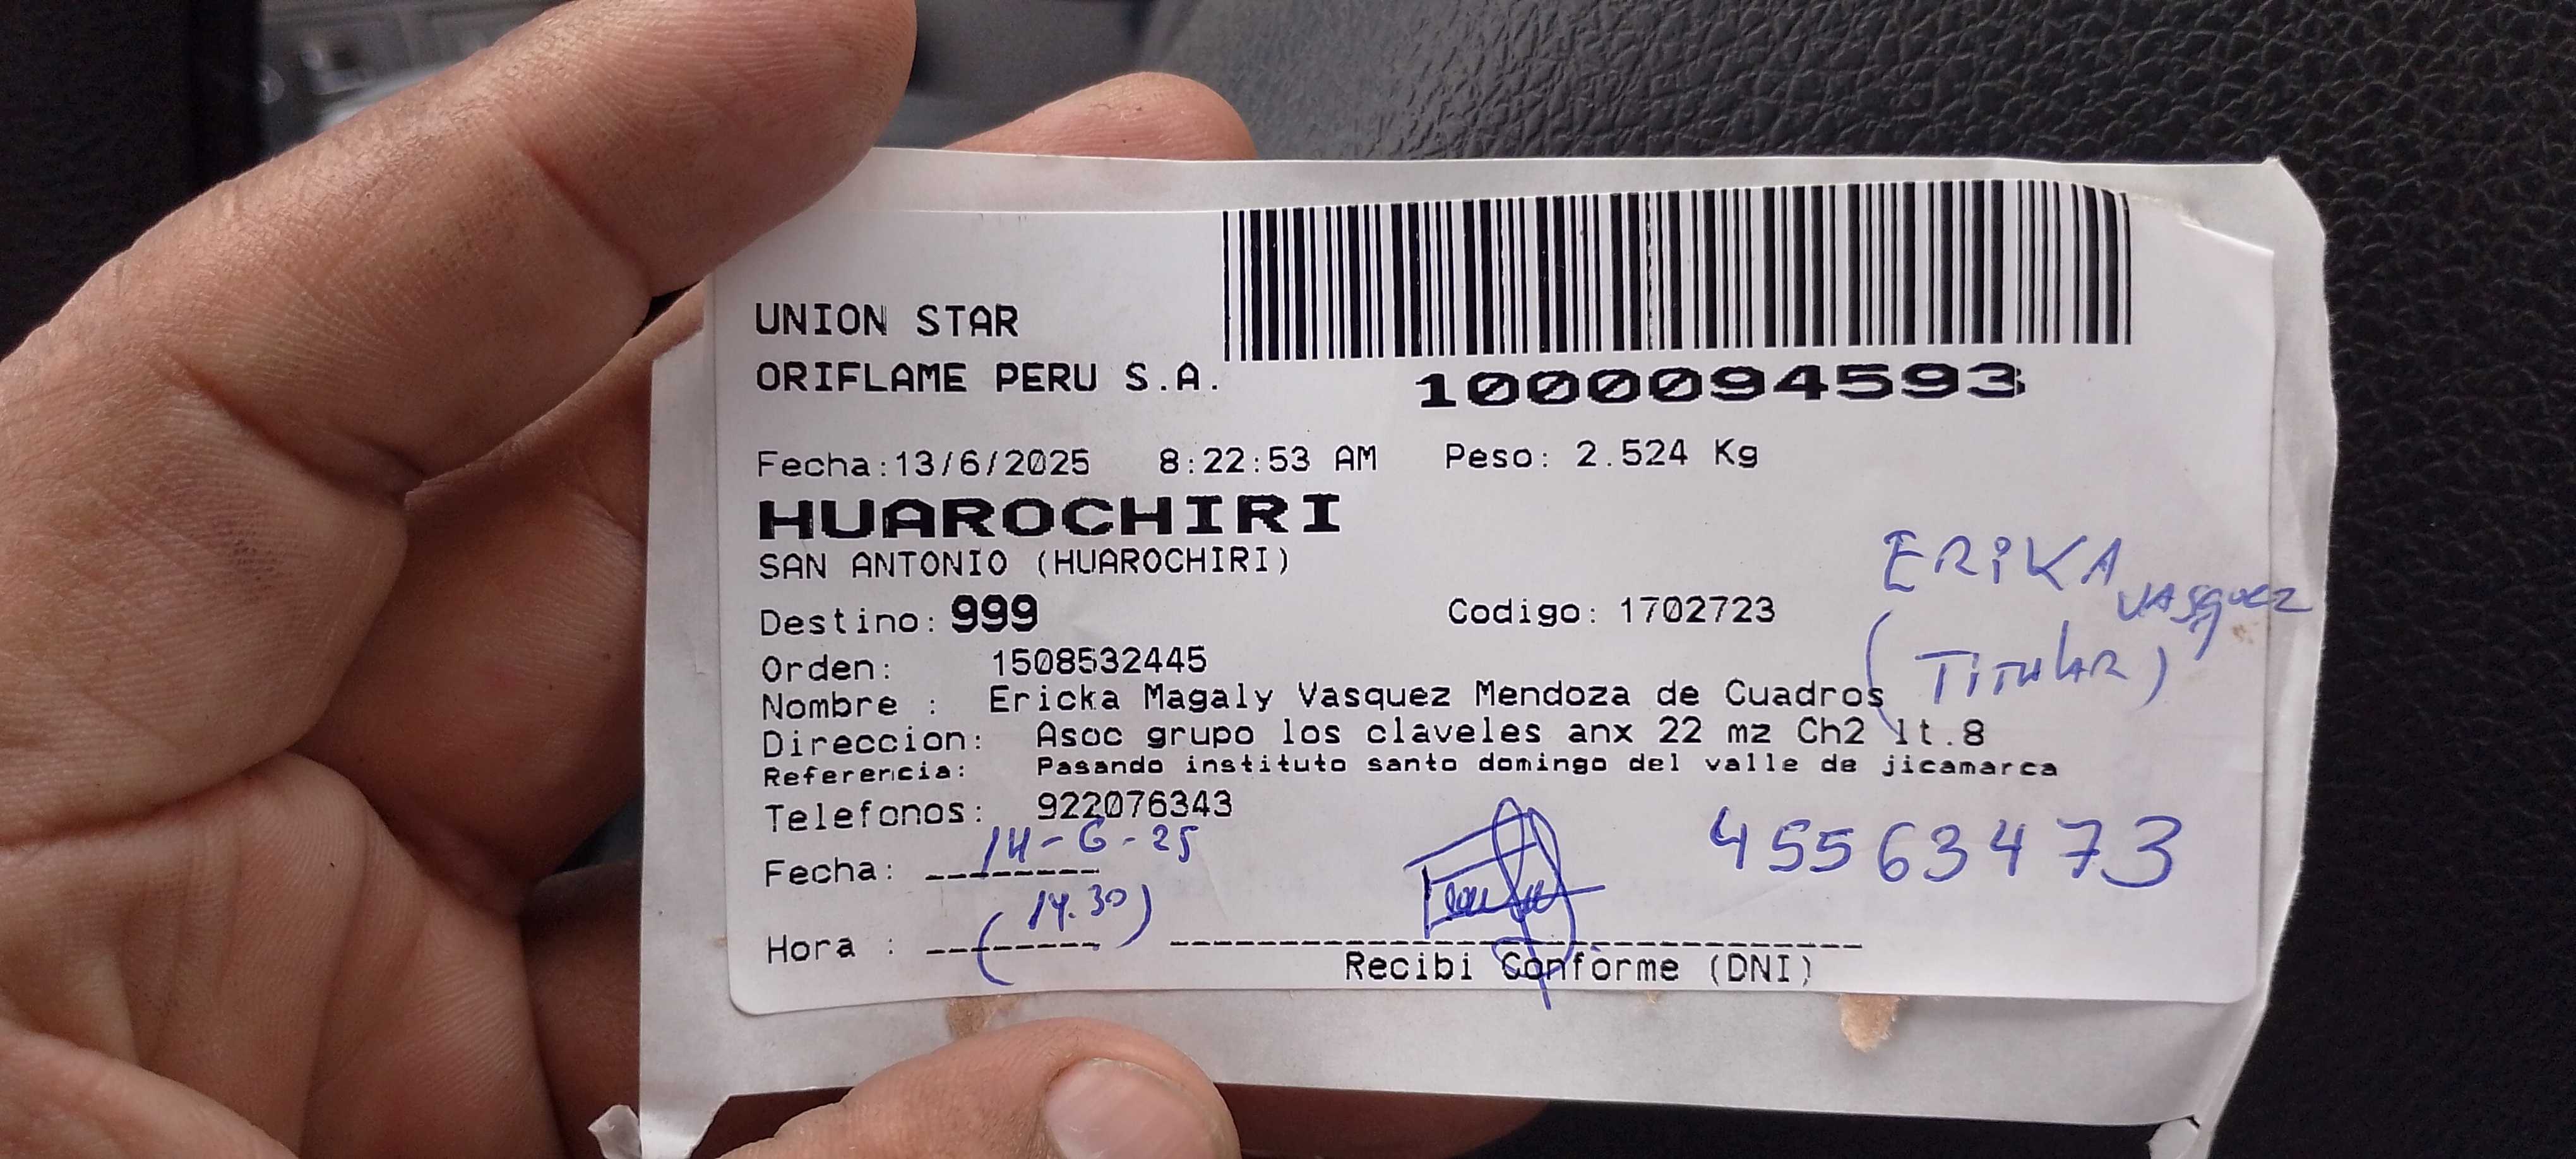 UNION STAR
ORIFLAME PERU S.A.
1000094593
Fecha:13/6/2025 8:22:53 AM Peso: 2.524 Kg
HUAROCHIRI
SAN ANTONIO (HUAROCHIRI)
ERIKA
VASQUEZ
(TITULAR)
Destino: 999 Codigo: 1702723
Orden: 1508532445
Nombre : Ericka Magaly Vasquez Mendoza de Cuadros
Direccion: Asoc grupo los claveles anx 22 mz Ch2 lt.8
Referencia: Pasando instituto santo domingo del valle de jicamarca
Telefonos: 922076343
Fecha: 14-6-25
45563473
Hora : (14.30)
Recibi Conforme (DNI)